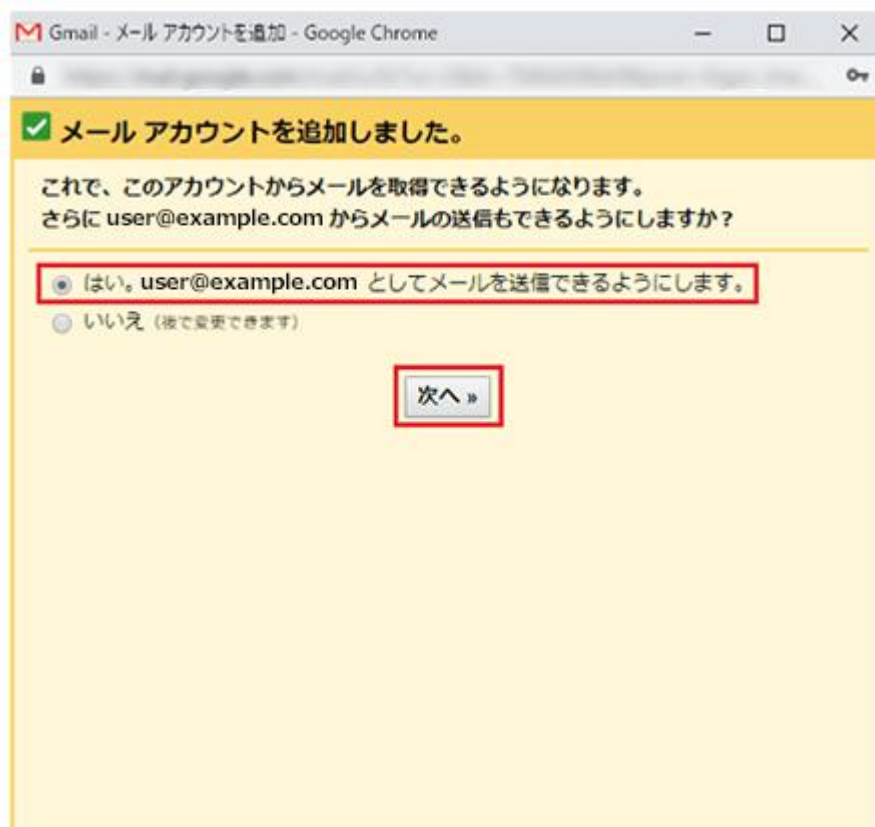 Gmail - メール アカウントを追加 - Google Chrome
メール アカウントを追加しました。
これで、このアカウントからメールを取得できるようになります。
さらに user@example.com からメールの送信もできるようにしますか？
はい。user@example.com としてメールを送信できるようにします。
いいえ（後で変更できます）
次へ »